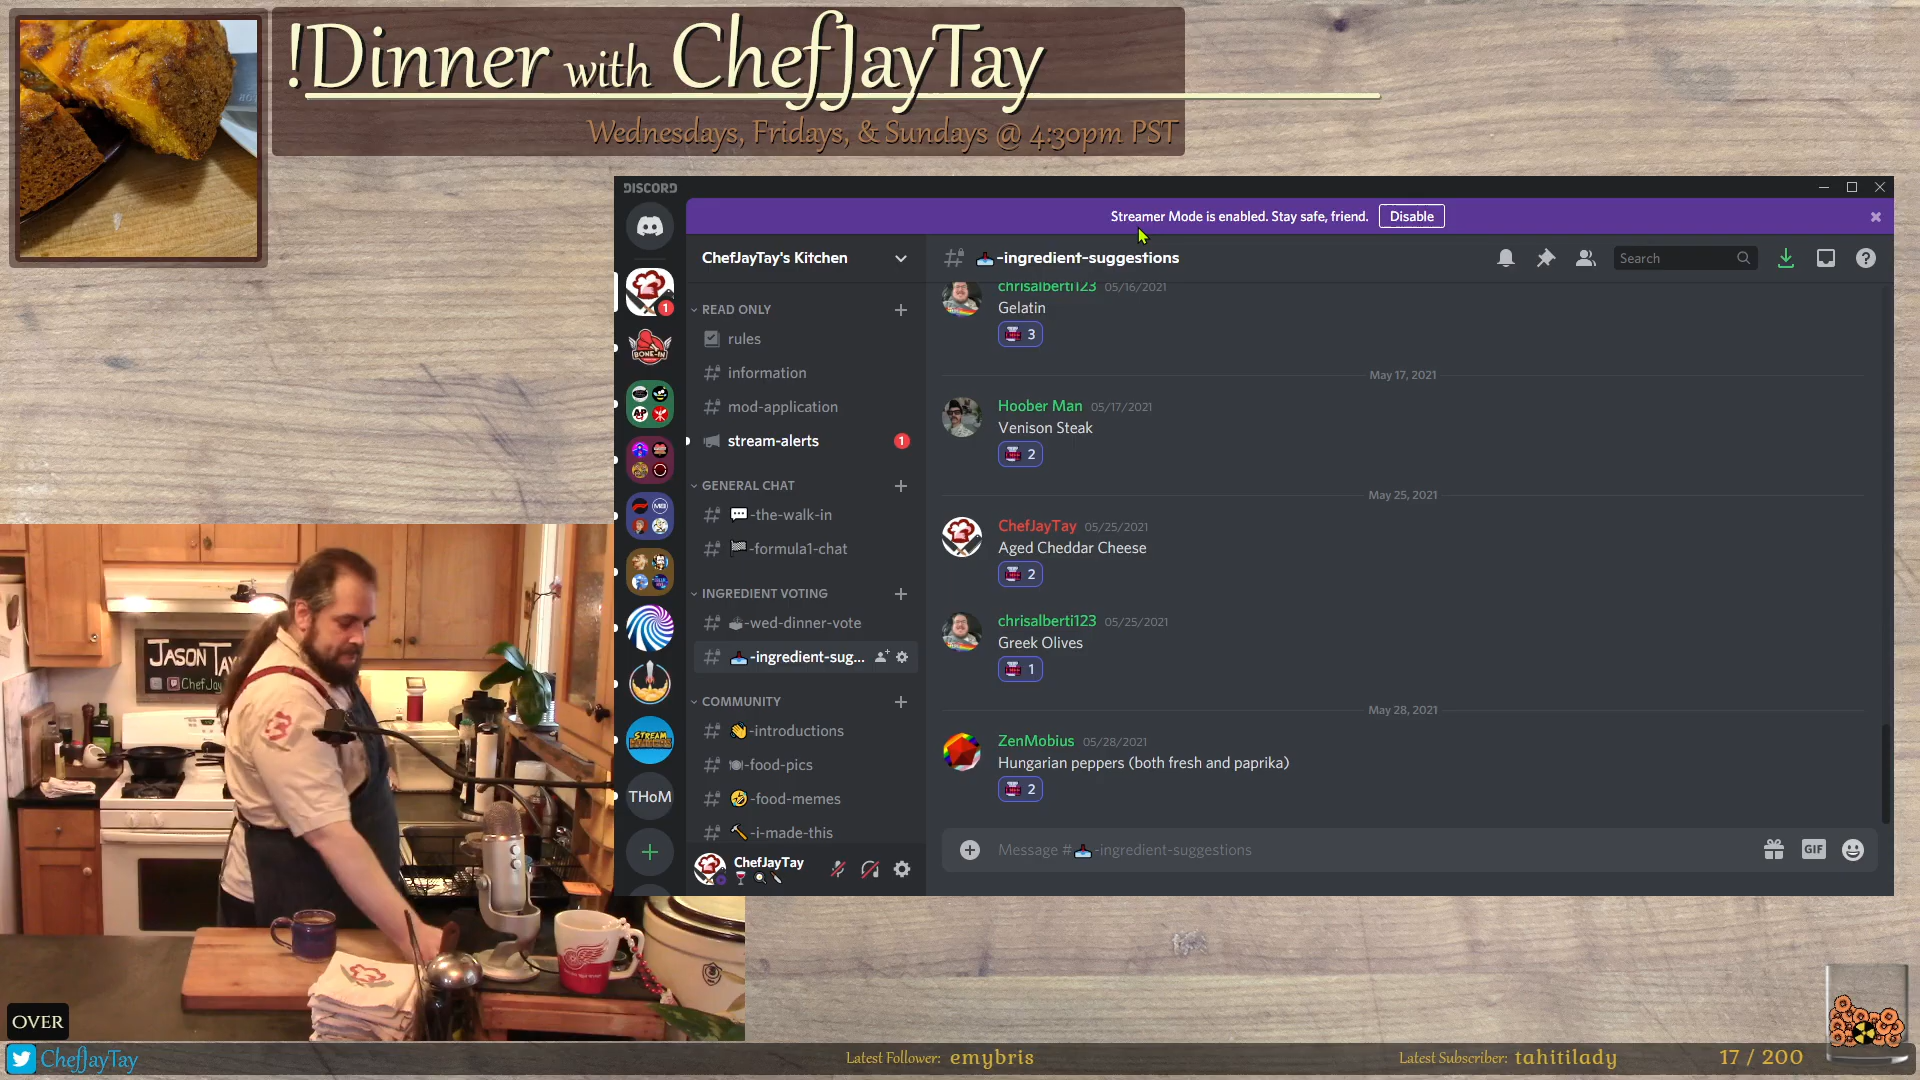 !Dinner with ChefJayTay
Wednesdays, Fridays, & Sundays @ 4:30pm PST
DISCORD
Streamer Mode is enabled. Stay safe, friend. Disable
ChefJayTay's Kitchen
-ingredient-suggestions
Search
READ ONLY
rules
information
mod-application
stream-alerts 1
GENERAL CHAT
-the-walk-in
-formula1-chat
INGREDIENT VOTING
-wed-dinner-vote
-ingredient-sug...
COMMUNITY
-introductions
-food-pics
-food-memes
-i-made-this
ChefJayTay
1
BONE-IN
STREAM
THoM
chrisalberti123 05/16/2021
Gelatin
3
May 17, 2021
Hoober Man 05/17/2021
Venison Steak
2
May 25, 2021
ChefJayTay 05/25/2021
Aged Cheddar Cheese
2
chrisalberti123 05/25/2021
Greek Olives
1
May 28, 2021
ZenMobius 05/28/2021
Hungarian peppers (both fresh and paprika)
2
Message # -ingredient-suggestions
GIF
JASON TAY
ChefJay
OVER
ChefJayTay
Latest Follower: emybris
Latest Subscriber: tahitilady
17 / 200